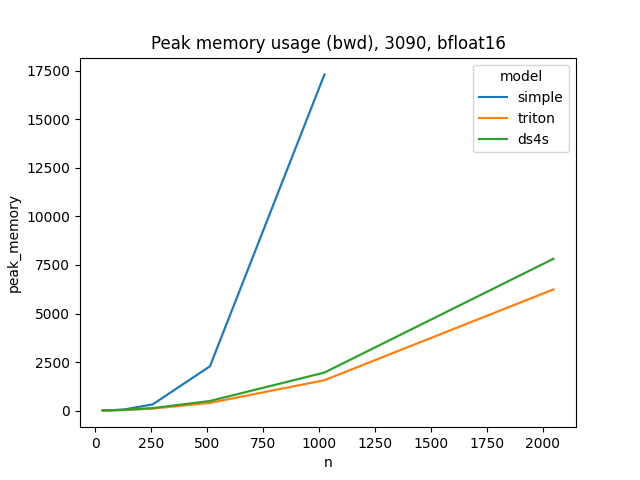 Peak memory usage (bwd), 3090, bfloat16
model
simple
triton
ds4s
peak_memory
17500
15000
12500
10000
7500
5000
2500
0
0 250 500 750 1000 1250 1500 1750 2000
n